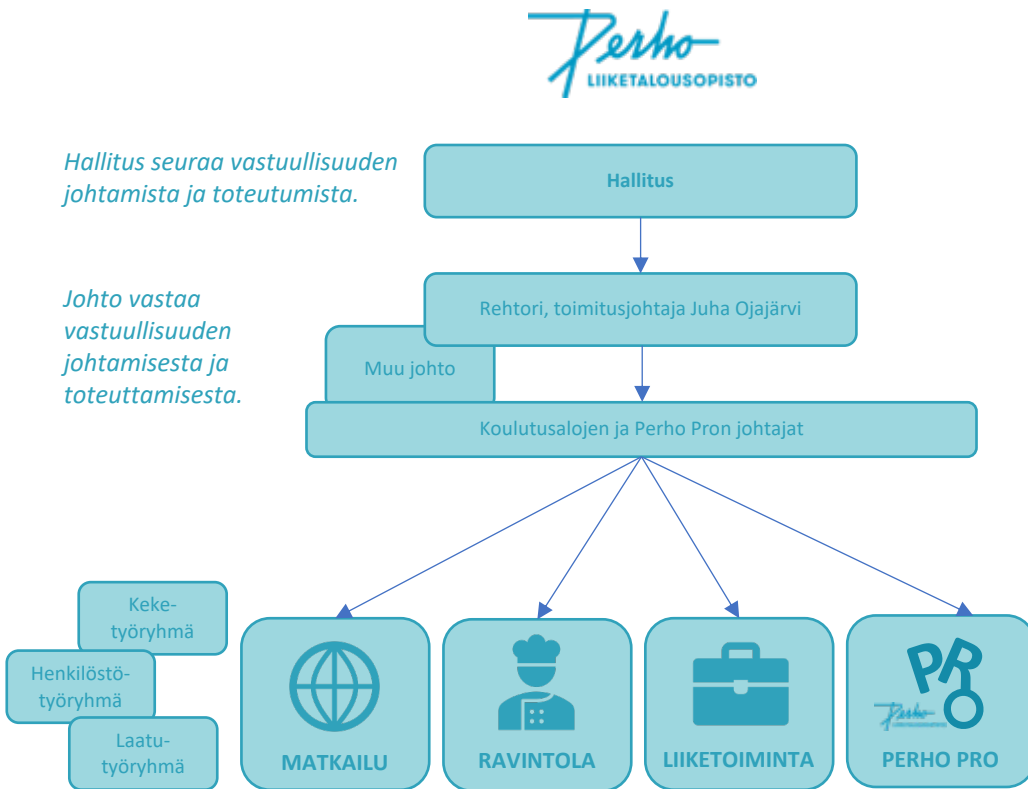 Perho
LIIKETALOUSOPISTO
Hallitus seuraa vastuullisuuden
johtamista ja toteutumista.
Hallitus
Johto vastaa
vastuullisuuden
johtamisesta ja
toteuttamisesta.
Rehtori, toimitusjohtaja Juha Ojajärvi
Muu johto
Koulutusalojen ja Perho Pron johtajat
Keke-
työryhmä
Henkilöstö-
työryhmä
Laatu-
työryhmä
MATKAILU
RAVINTOLA
LIIKETOIMINTA
PRO
Perho
PERHO PRO